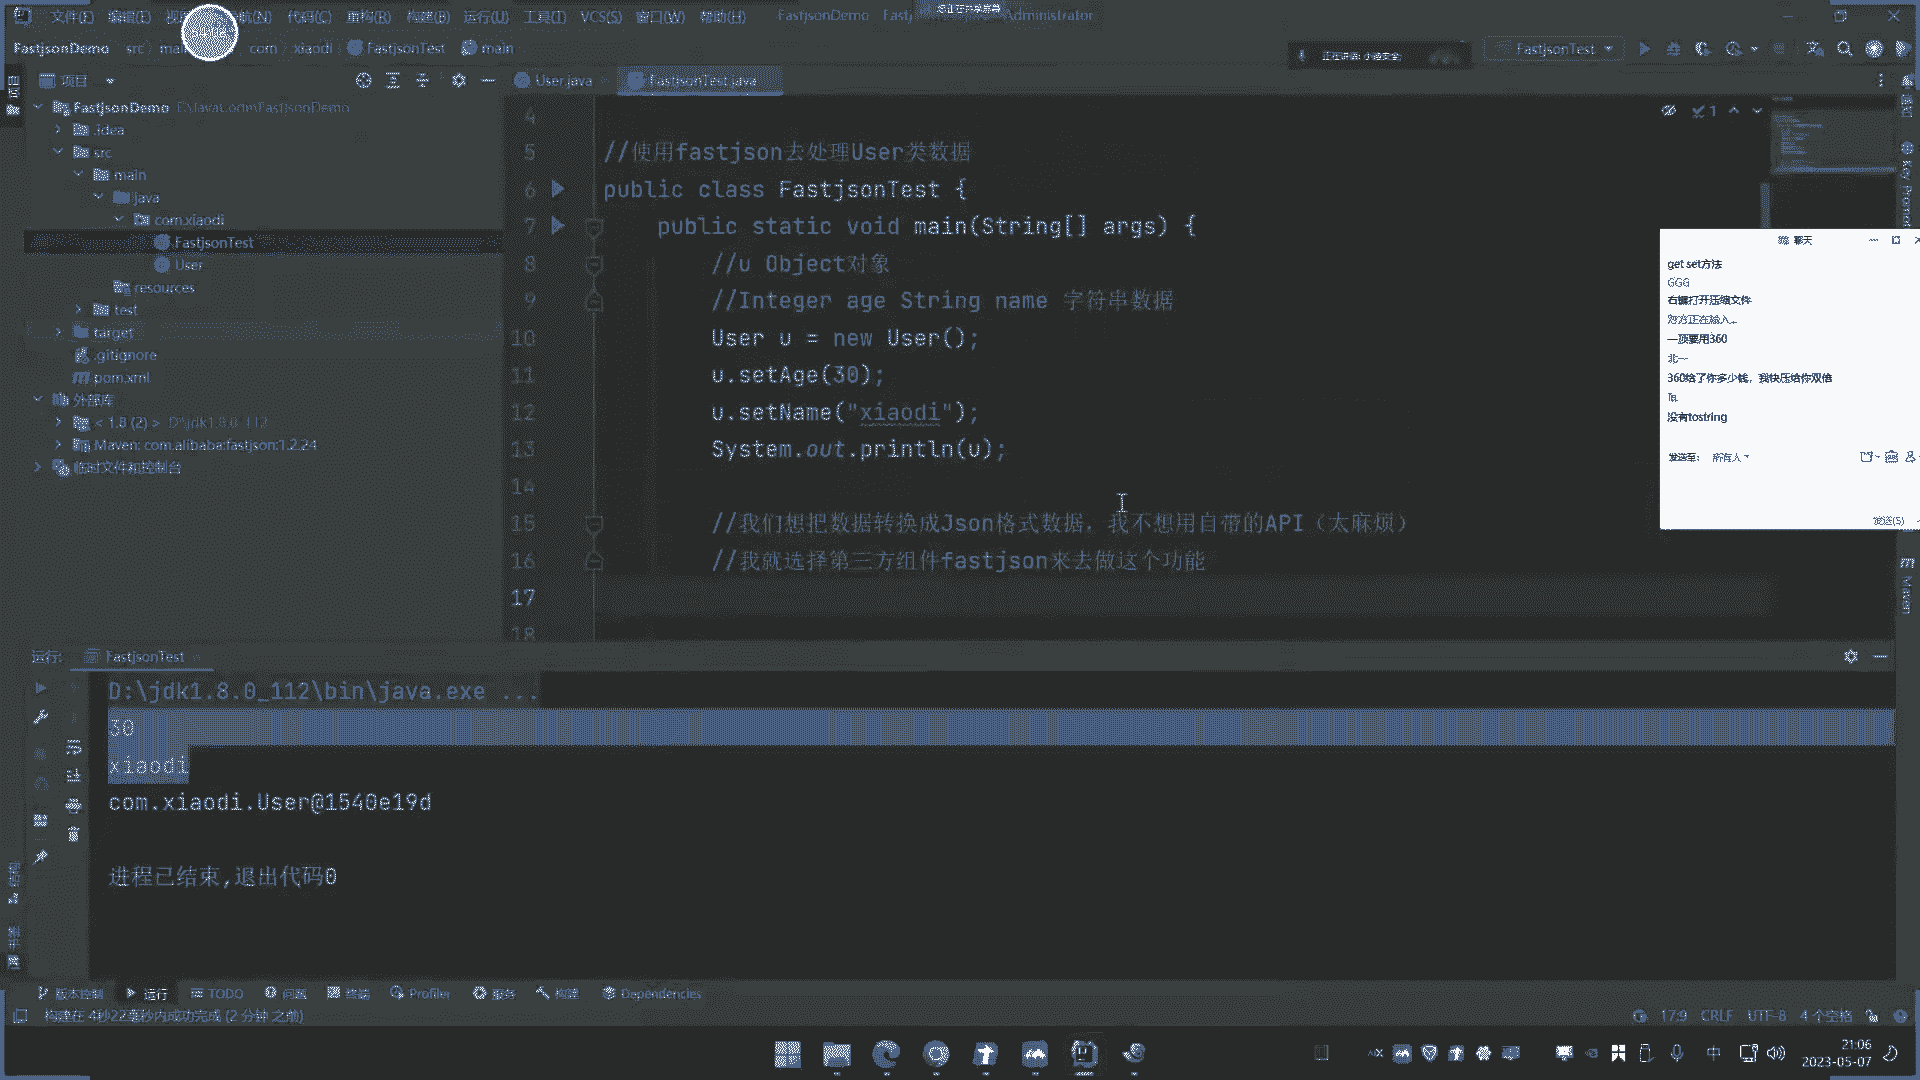 文件(F) 编辑(E) 代码(C) 重构(R) 构建(B) 运行(U) 工具(T) VCS(S) 窗口(W) 帮助(H) FastjsonDemo Administrator
FastjsonDemo src com xiaodi FastjsonTest main
FastjsonTest
项目
User.java FastjsonTest.java
FastjsonDemo E:\JavaLode\FastJsonDemo
.idea
src
main
java
com.xiaodi
FastjsonTest
User
resources
test
target
.gitignore
pom.xml
外部库
< 1.8 (2) > D:\jdk1.8.0_112
Maven: com.alibaba:fastjson:1.2.24
临时文件和控制台
4
5 //使用fastjson去处理User类数据
6 public class FastjsonTest {
7 public static void main(String[] args) {
8 //u Object对象
9 //Integer age String name 字符串数据
10 User u = new User();
11 u.setAge(30);
12 u.setName("xiaodi");
13 System.out.println(u);
14
15 //我们想把数据转换成Json格式数据，我不想用自带的API（太麻烦）
16 //我就选择第三方组件fastjson来去做这个功能
17
18
1
聊天
get set方法
GGG
右键打开压缩文件
对方正在输入...
一顶要用360
北一
360给了你多少钱，我快压给你双倍
没有tostring
发送至: 所有人
发送(S)
Maven
运行: FastjsonTest
D:\jdk1.8.0_112\bin\java.exe ...
30
xiaodi
com.xiaodi.User@1540e19d
进程已结束,退出代码0
结构
书签
版本控制 运行 TODO 问题 终端 Profiler 服务 构建 Dependencies
构建在 4秒22毫秒内成功完成 (2 分钟 之前)
17:9 CRLF UTF-8 4 个空格
中
21:06
2023-05-07